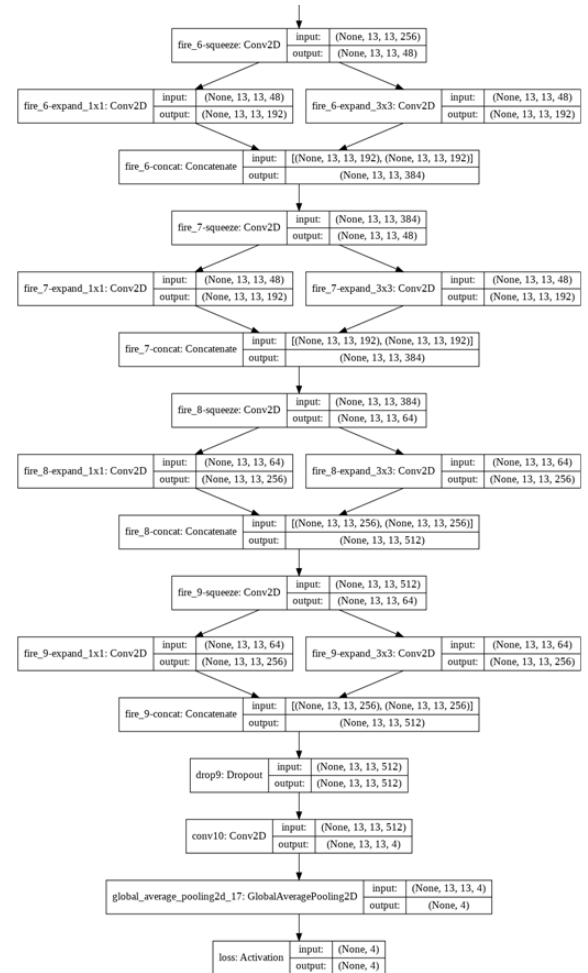 fire_6-squeeze: Conv2D input: (None, 13, 13, 256)
output: (None, 13, 13, 48)
fire_6-expand_1x1: Conv2D input: (None, 13, 13, 48)
output: (None, 13, 13, 192)
fire_6-expand_3x3: Conv2D input: (None, 13, 13, 48)
output: (None, 13, 13, 192)
fire_6-concat: Concatenate input: [(None, 13, 13, 192), (None, 13, 13, 192)]
output: (None, 13, 13, 384)
fire_7-squeeze: Conv2D input: (None, 13, 13, 384)
output: (None, 13, 13, 48)
fire_7-expand_1x1: Conv2D input: (None, 13, 13, 48)
output: (None, 13, 13, 192)
fire_7-expand_3x3: Conv2D input: (None, 13, 13, 48)
output: (None, 13, 13, 192)
fire_7-concat: Concatenate input: [(None, 13, 13, 192), (None, 13, 13, 192)]
output: (None, 13, 13, 384)
fire_8-squeeze: Conv2D input: (None, 13, 13, 384)
output: (None, 13, 13, 64)
fire_8-expand_1x1: Conv2D input: (None, 13, 13, 64)
output: (None, 13, 13, 256)
fire_8-expand_3x3: Conv2D input: (None, 13, 13, 64)
output: (None, 13, 13, 256)
fire_8-concat: Concatenate input: [(None, 13, 13, 256), (None, 13, 13, 256)]
output: (None, 13, 13, 512)
fire_9-squeeze: Conv2D input: (None, 13, 13, 512)
output: (None, 13, 13, 64)
fire_9-expand_1x1: Conv2D input: (None, 13, 13, 64)
output: (None, 13, 13, 256)
fire_9-expand_3x3: Conv2D input: (None, 13, 13, 64)
output: (None, 13, 13, 256)
fire_9-concat: Concatenate input: [(None, 13, 13, 256), (None, 13, 13, 256)]
output: (None, 13, 13, 512)
drop9: Dropout input: (None, 13, 13, 512)
output: (None, 13, 13, 512)
conv10: Conv2D input: (None, 13, 13, 512)
output: (None, 13, 13, 4)
global_average_pooling2d_17: GlobalAveragePooling2D input: (None, 13, 13, 4)
output: (None, 4)
loss: Activation input: (None, 4)
output: (None, 4)